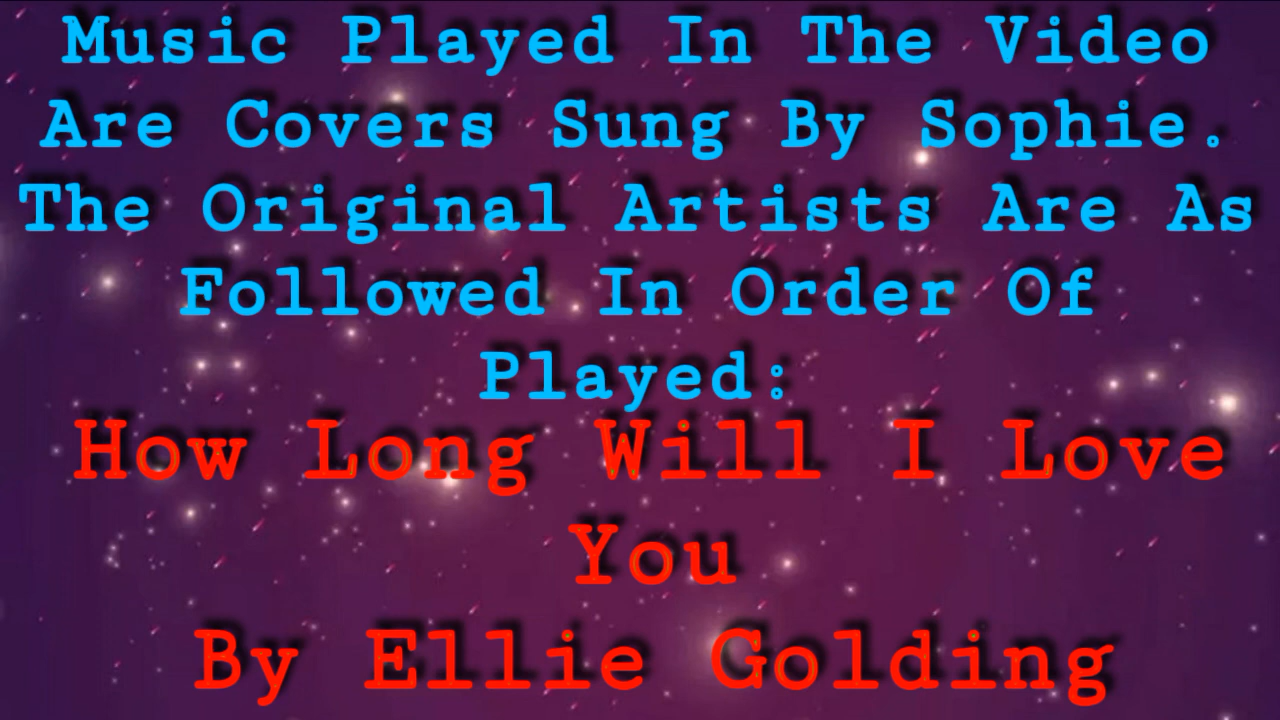 Music Played In The Video
Are Covers Sung By Sophie.
The Original Artists Are As
Followed In Order Of
Played:
How Long Will I Love
You
By Ellie Golding